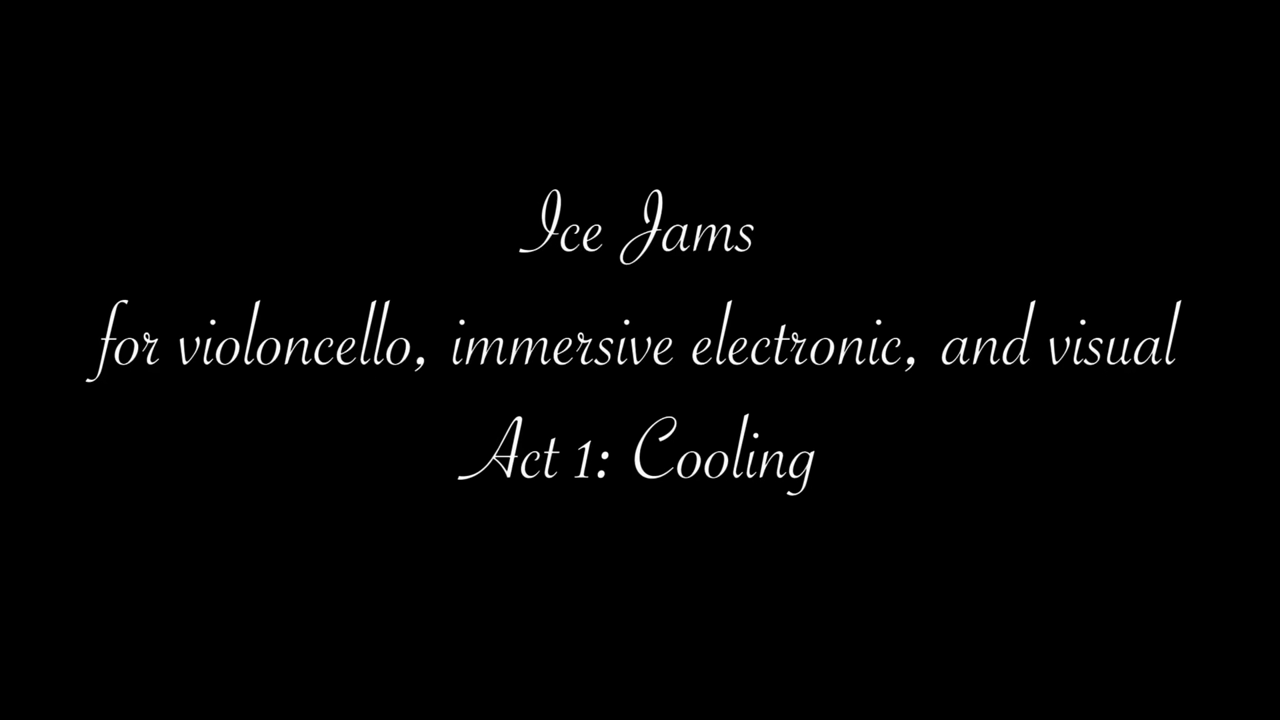 Ice Jams
for violoncello, immersive electronic, and visual
Act 1: Cooling